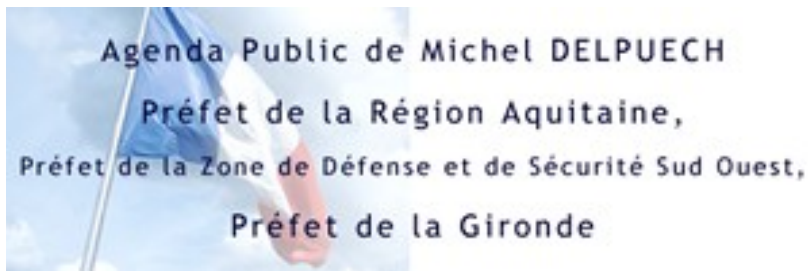 Agenda Public de Michel DELPUECH
Préfet de la Région Aquitaine,
Préfet de la Zone de Défense et de Sécurité Sud Ouest,
Préfet de la Gironde